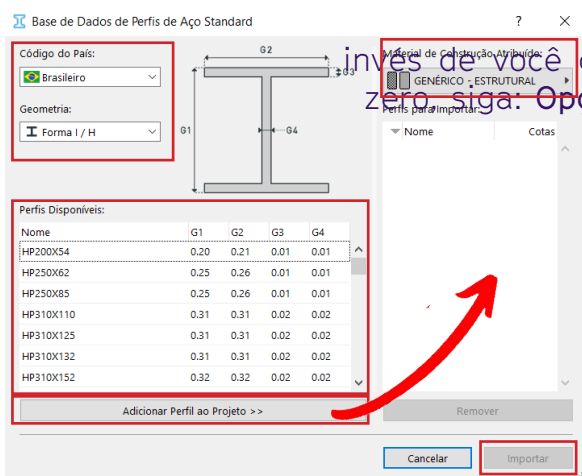 Base de Dados de Perfis de Aço Standard
? ×
Código do País:
Brasileiro
Geometria:
Forma I / H
G2
G3
G1
G4
Material de Construção Atribuído:
GENÉRICO - ESTRUTURAL
invés de você
zero, siga: Opc
Perfis para Importar:
Nome Cotas
Perfis Disponíveis:
Nome G1 G2 G3 G4
HP200X54 0.20 0.21 0.01 0.01
HP250X62 0.25 0.26 0.01 0.01
HP250X85 0.25 0.26 0.01 0.01
HP310X110 0.31 0.31 0.02 0.02
HP310X125 0.31 0.31 0.02 0.02
HP310X132 0.31 0.31 0.02 0.02
HP310X152 0.32 0.32 0.02 0.02
Adicionar Perfil ao Projeto >>
Remover
Cancelar
Importar